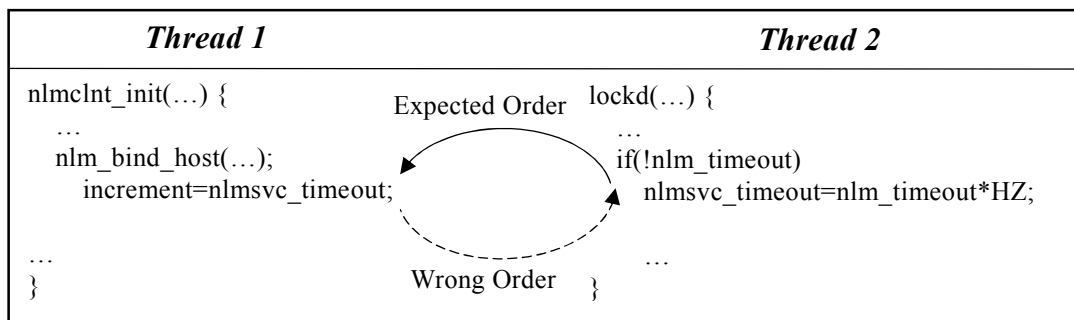 Thread 1
Thread 2
nlmclnt_init(…) {
…
nlm_bind_host(…);
increment=nlmsvc_timeout;
…
}
Expected Order
Wrong Order
lockd(…) {
…
if(!nlm_timeout)
nlmsvc_timeout=nlm_timeout*HZ;
…
}